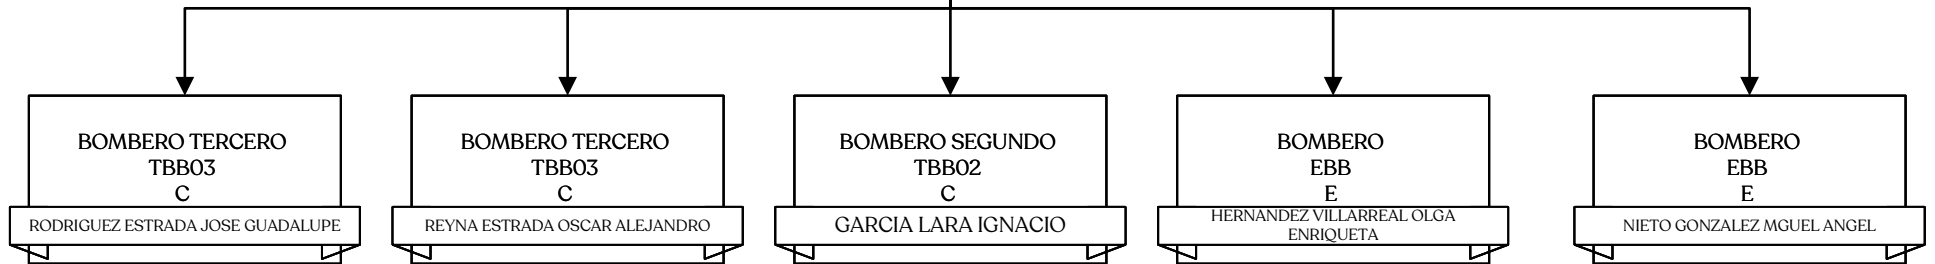 BOMBERO TERCERO
TBB03
C
RODRIGUEZ ESTRADA JOSE GUADALUPE
BOMBERO TERCERO
TBB03
C
REYNA ESTRADA OSCAR ALEJANDRO
BOMBERO SEGUNDO
TBB02
C
GARCIA LARA IGNACIO
BOMBERO
EBB
E
HERNANDEZ VILLARREAL OLGA
ENRIQUETA
BOMBERO
EBB
E
NIETO GONZALEZ MGUEL ANGEL